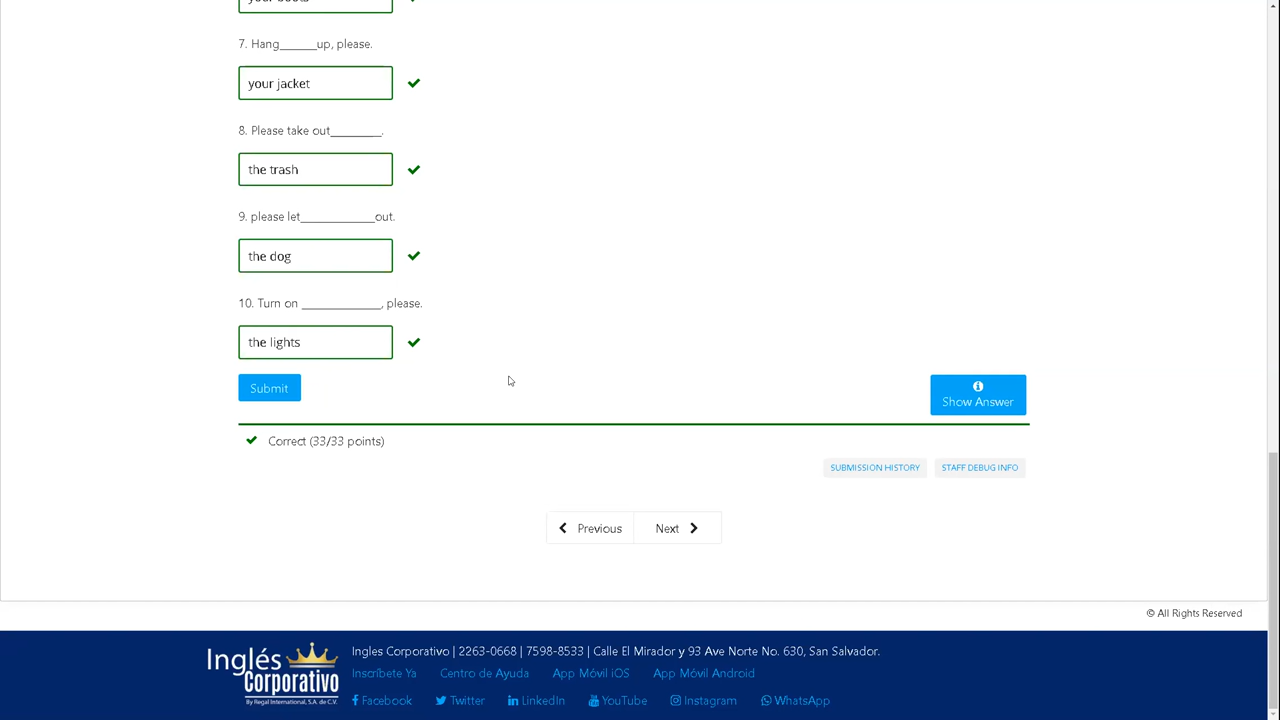 your boots
7. Hang______up, please.
your jacket
8. Please take out________.
the trash
9. please let____________out.
the dog
10. Turn on _____________, please.
the lights
Submit
Show Answer
Correct (33/33 points)
SUBMISSION HISTORY STAFF DEBUG INFO
Previous Next
© All Rights Reserved
Inglés Corporativo
By Regal International, S.A. de C.V.
Ingles Corporativo | 2263-0668 | 7598-8533 | Calle El Mirador y 93 Ave Norte No. 630, San Salvador.
Inscríbete Ya Centro de Ayuda App Móvil iOS App Móvil Android
Facebook Twitter LinkedIn YouTube Instagram WhatsApp